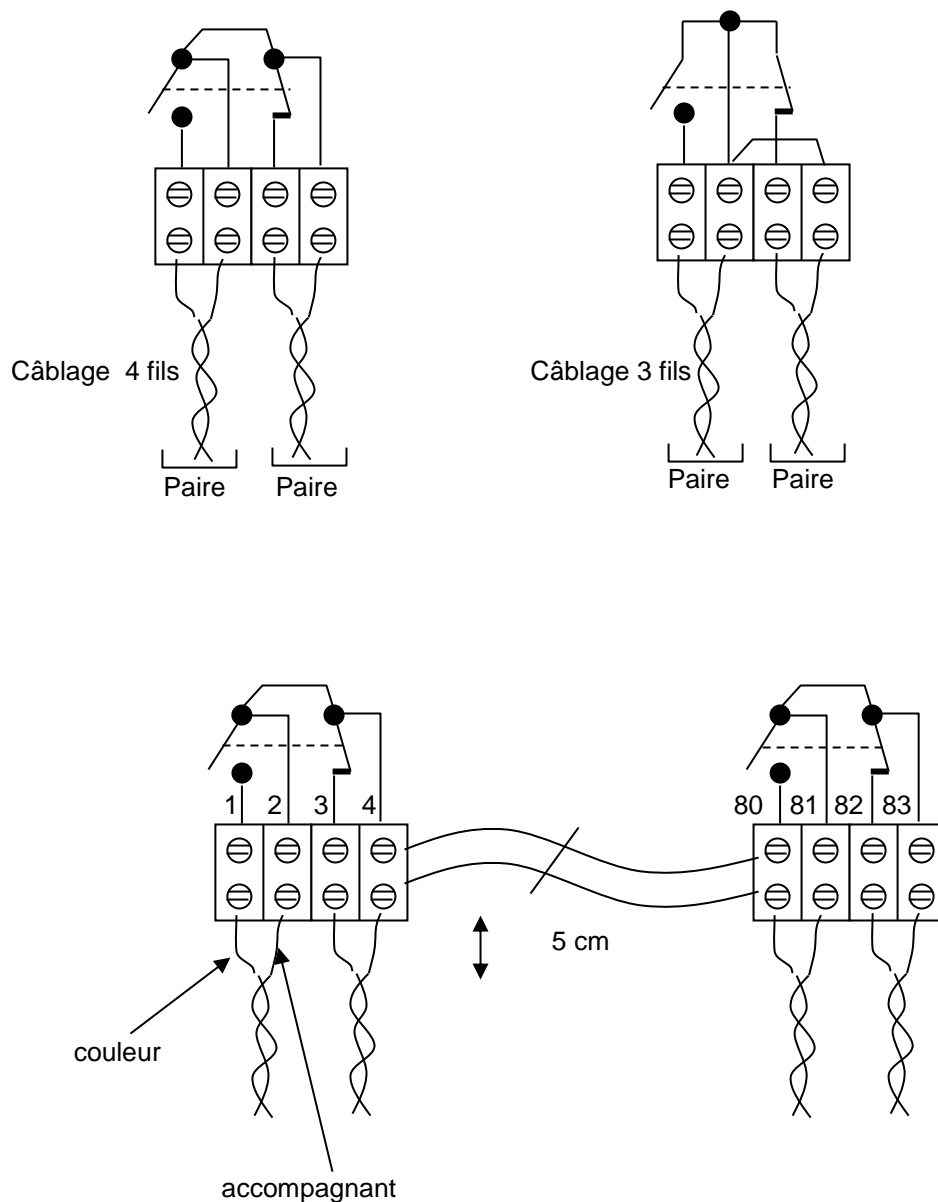 Câblage 4 fils
Câblage 3 fils
Paire Paire
Paire Paire
1 2 3 4
80 81 82 83
5 cm
couleur
accompagnant